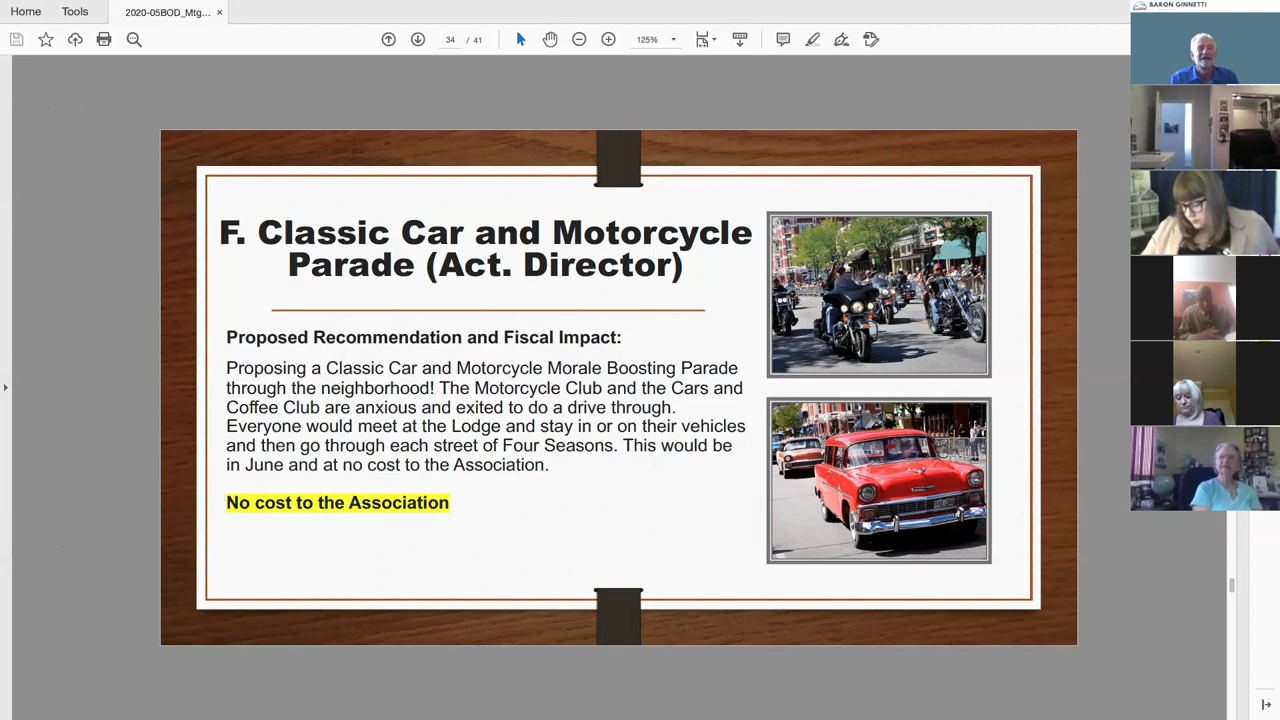 Home
Tools
2020-05BOD_Mtg... ×
34 / 41
125%
BARON GINNETTI
F. Classic Car and Motorcycle
Parade (Act. Director)
Proposed Recommendation and Fiscal Impact:
Proposing a Classic Car and Motorcycle Morale Boosting Parade
through the neighborhood! The Motorcycle Club and the Cars and
Coffee Club are anxious and exited to do a drive through.
Everyone would meet at the Lodge and stay in or on their vehicles
and then go through each street of Four Seasons. This would be
in June and at no cost to the Association.
No cost to the Association